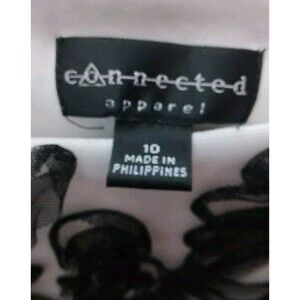 connected
apparel
10
MADE IN
PHILIPPINES